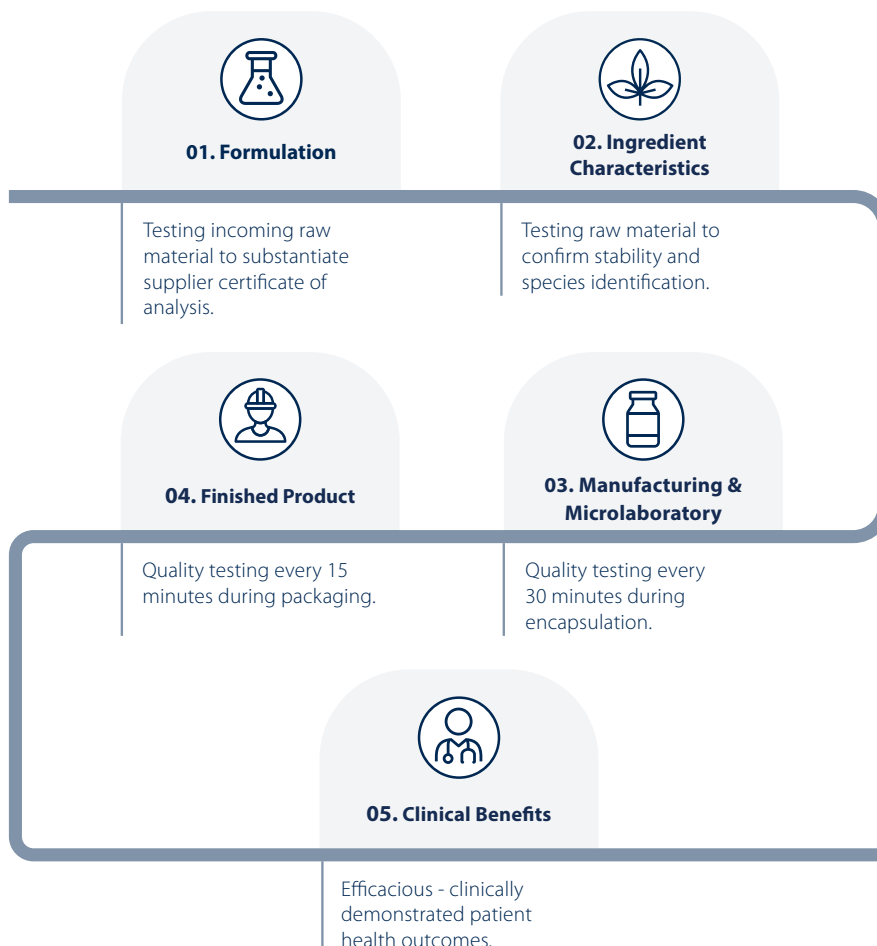 01. Formulation
Testing incoming raw
material to substantiate
supplier certificate of
analysis.
02. Ingredient
Characteristics
Testing raw material to
confirm stability and
species identification.
03. Manufacturing &
Microlaboratory
Quality testing every
30 minutes during
encapsulation.
04. Finished Product
Quality testing every 15
minutes during packaging.
05. Clinical Benefits
Efficacious - clinically
demonstrated patient
health outcomes.